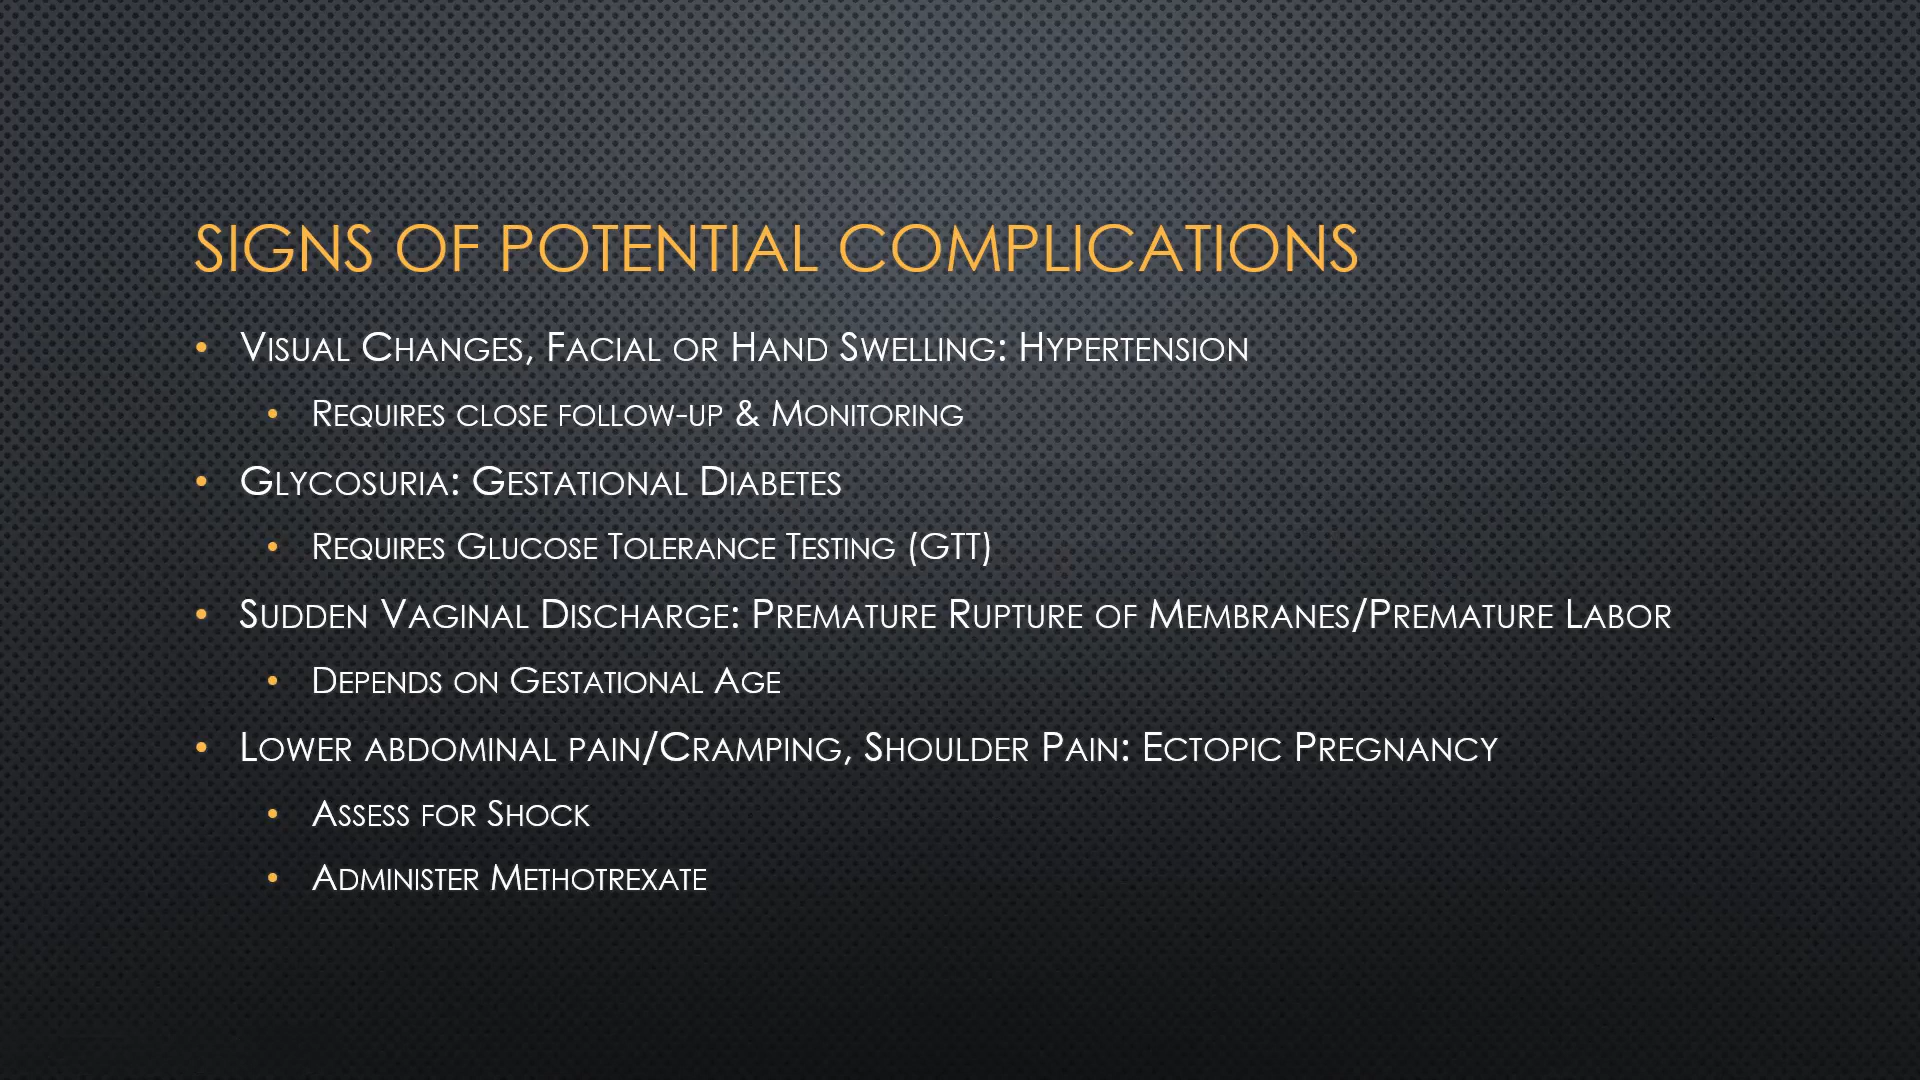 SIGNS OF POTENTIAL COMPLICATIONS
• Visual Changes, Facial or Hand Swelling: Hypertension
• Requires close follow-up & Monitoring
• Glycosuria: Gestational Diabetes
• Requires Glucose Tolerance Testing (GTT)
• Sudden Vaginal Discharge: Premature Rupture of Membranes/Premature Labor
• Depends on Gestational Age
• Lower abdominal pain/Cramping, Shoulder Pain: Ectopic Pregnancy
• Assess for Shock
• Administer Methotrexate